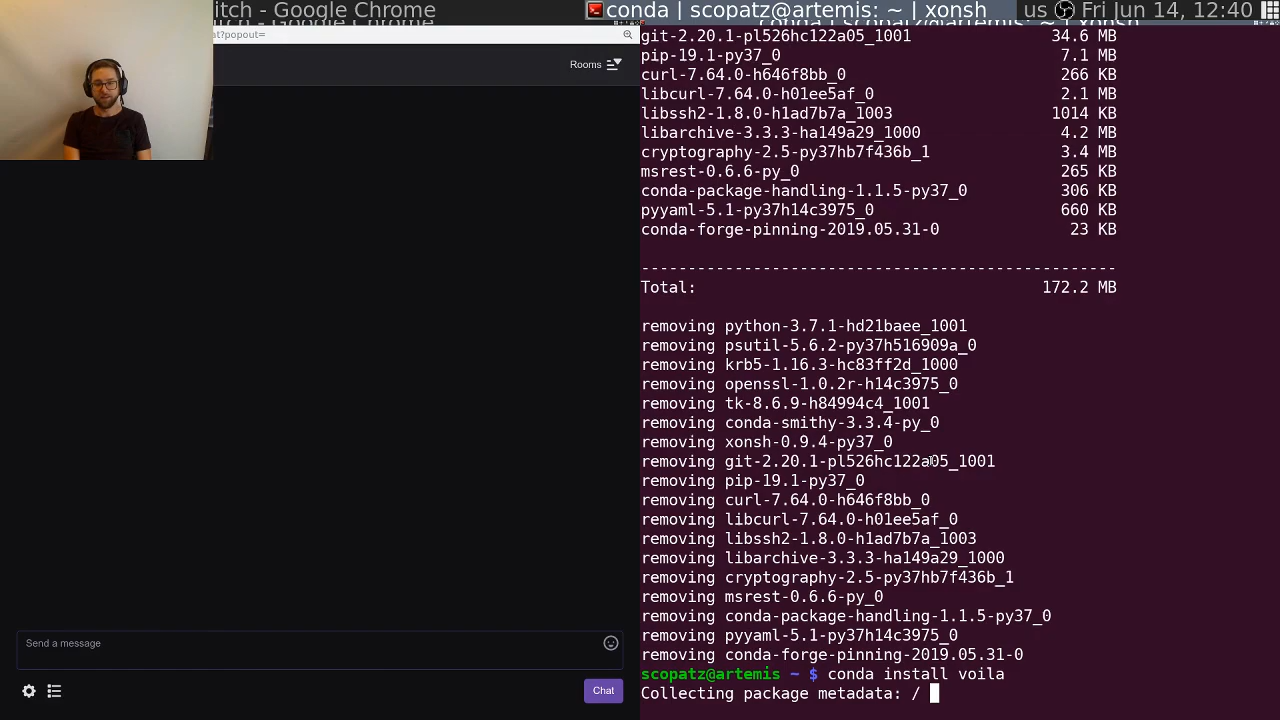 itch - Google Chrome
conda | scopatz@artemis: ~ | xonsh
us
Fri Jun 14, 12:40
at?popout=
Rooms
git-2.20.1-pl526hc122a05_1001 34.6 MB
pip-19.1-py37_0 7.1 MB
curl-7.64.0-h646f8bb_0 266 KB
libcurl-7.64.0-h01ee5af_0 2.1 MB
libssh2-1.8.0-h1ad7b7a_1003 1014 KB
libarchive-3.3.3-ha149a29_1000 4.2 MB
cryptography-2.5-py37hb7f436b_1 3.4 MB
msrest-0.6.6-py_0 265 KB
conda-package-handling-1.1.5-py37_0 306 KB
pyyaml-5.1-py37h14c3975_0 660 KB
conda-forge-pinning-2019.05.31-0 23 KB
---------------------------------------------------
Total: 172.2 MB
removing python-3.7.1-hd21baee_1001
removing psutil-5.6.2-py37h516909a_0
removing krb5-1.16.3-hc83ff2d_1000
removing openssl-1.0.2r-h14c3975_0
removing tk-8.6.9-h84994c4_1001
removing conda-smithy-3.3.4-py_0
removing xonsh-0.9.4-py37_0
removing git-2.20.1-pl526hc122a05_1001
removing pip-19.1-py37_0
removing curl-7.64.0-h646f8bb_0
removing libcurl-7.64.0-h01ee5af_0
removing libssh2-1.8.0-h1ad7b7a_1003
removing libarchive-3.3.3-ha149a29_1000
removing cryptography-2.5-py37hb7f436b_1
removing msrest-0.6.6-py_0
removing conda-package-handling-1.1.5-py37_0
removing pyyaml-5.1-py37h14c3975_0
removing conda-forge-pinning-2019.05.31-0
scopatz@artemis ~ $ conda install voila
Collecting package metadata: /
Send a message
Chat